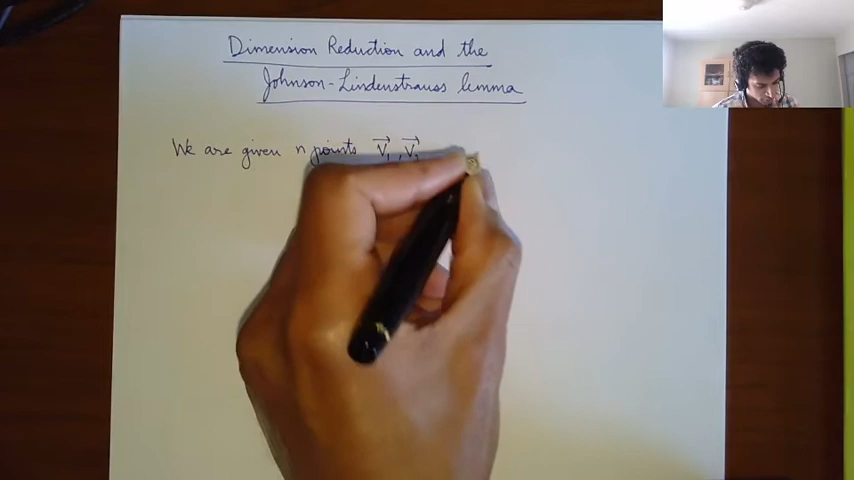 Dimension Reduction and the
Johnson-Lindenstrauss lemma
We are given n points v⃗₁, v⃗₂